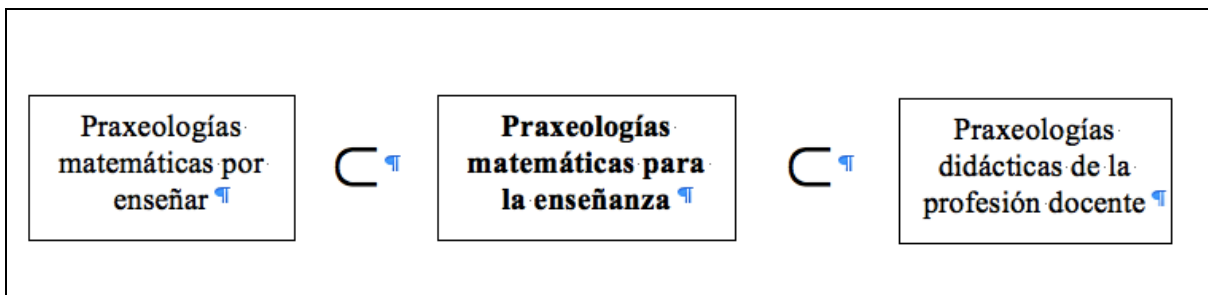 Praxeologías
matemáticas por
enseñar ¶
⊂ ¶
Praxeologías
matemáticas para
la enseñanza ¶
⊂ ¶
Praxeologías
didácticas de la
profesión docente ¶